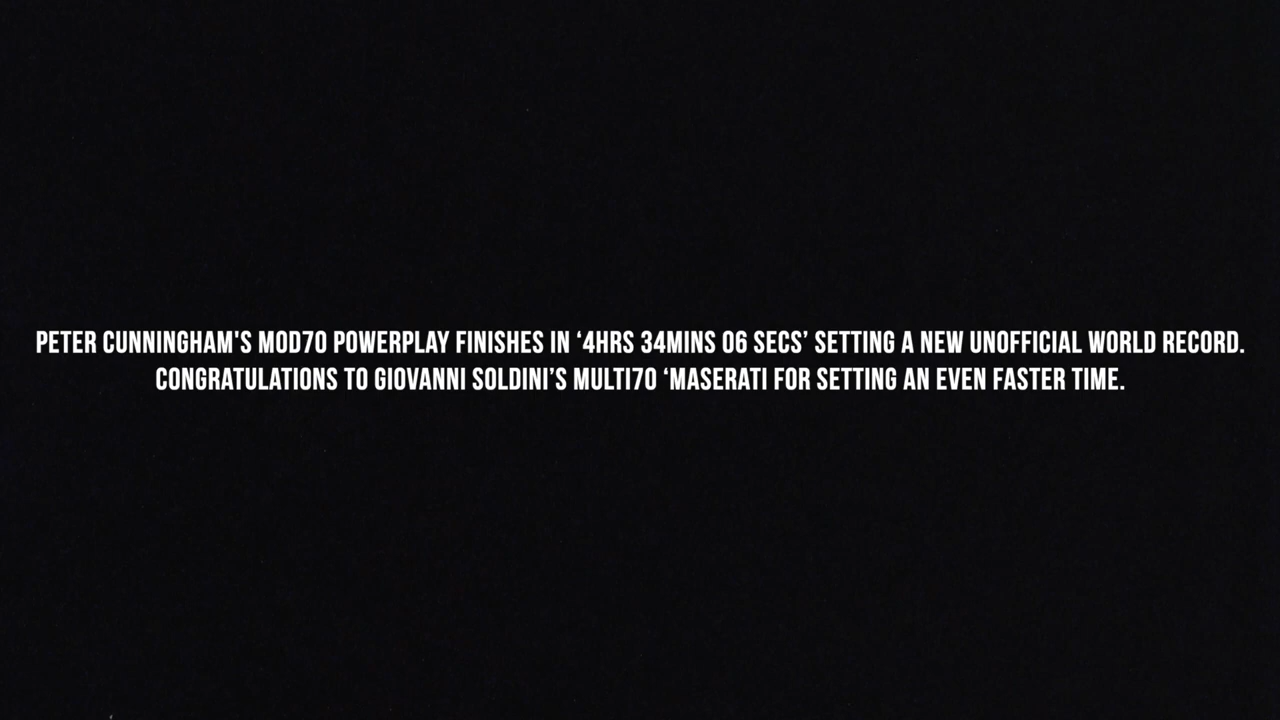 PETER CUNNINGHAM'S MOD70 POWERPLAY FINISHES IN ‘4HRS 34MINS 06 SECS’ SETTING A NEW UNOFFICIAL WORLD RECORD.
CONGRATULATIONS TO GIOVANNI SOLDINI’S MULTI70 ‘MASERATI FOR SETTING AN EVEN FASTER TIME.